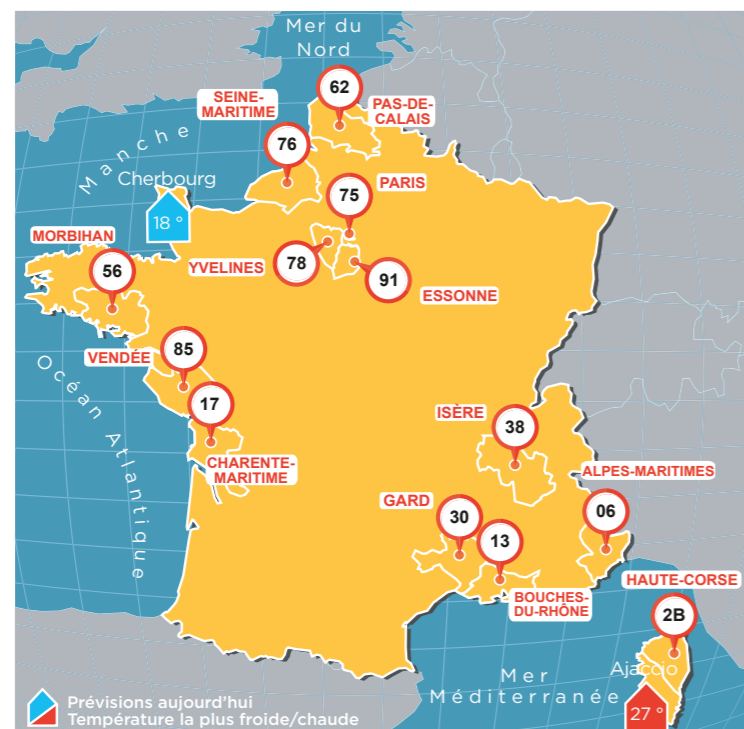 Mer du
Nord
SEINE-
MARITIME
62
PAS-DE-
CALAIS
76
Manche
Cherbourg
18 °
PARIS
75
MORBIHAN
56
YVELINES
78
91
ESSONNE
VENDÉE
85
17
CHARENTE-
MARITIME
Océan Atlantique
ISÈRE
38
ALPES-MARITIMES
06
GARD
30
13
BOUCHES-
DU-RHÔNE
HAUTE-CORSE
2B
Ajaccio
27 °
Mer
Méditerranée
Prévisions aujourd'hui
Température la plus froide/chaude